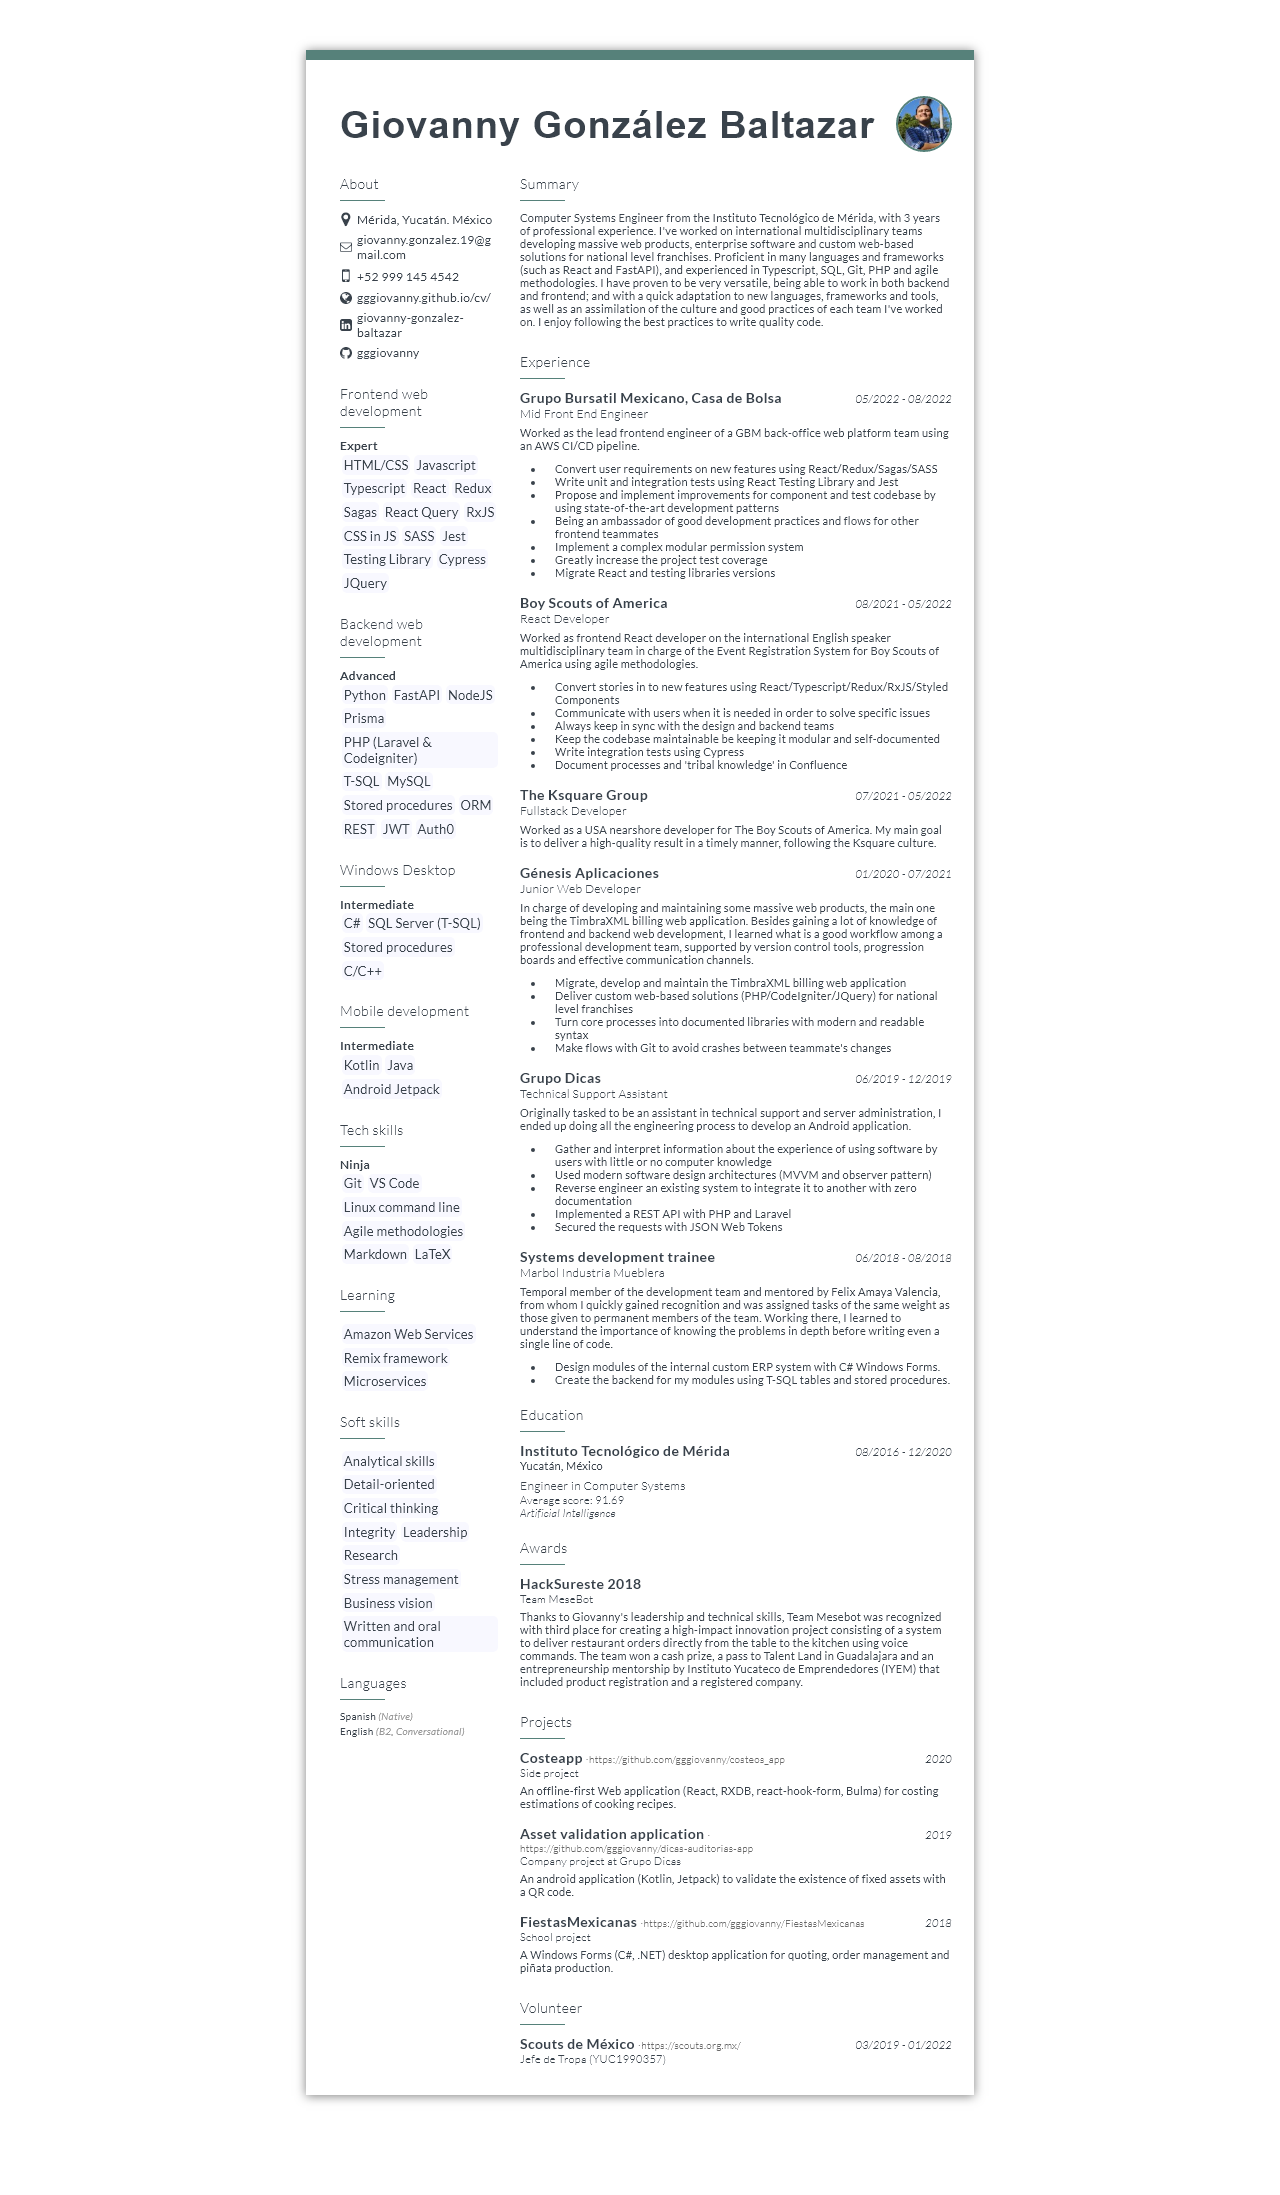 Giovanny González Baltazar
About
Mérida, Yucatán. México
giovanny.gonzalez.19@g
mail.com
+52 999 145 4542
gggiovanny.github.io/cv/
giovanny-gonzalez-
baltazar
gggiovanny
Frontend web
development
Expert
HTML/CSS Javascript
Typescript React Redux
Sagas React Query RxJS
CSS in JS SASS Jest
Testing Library Cypress
JQuery
Backend web
development
Advanced
Python FastAPI NodeJS
Prisma
PHP (Laravel &
Codeigniter)
T-SQL MySQL
Stored procedures ORM
REST JWT Auth0
Windows Desktop
Intermediate
C# SQL Server (T-SQL)
Stored procedures
C/C++
Mobile development
Intermediate
Kotlin Java
Android Jetpack
Tech skills
Ninja
Git VS Code
Linux command line
Agile methodologies
Markdown LaTeX
Learning
Amazon Web Services
Remix framework
Microservices
Soft skills
Analytical skills
Detail-oriented
Critical thinking
Integrity Leadership
Research
Stress management
Business vision
Written and oral
communication
Languages
Spanish (Native)
English (B2, Conversational)
Summary
Computer Systems Engineer from the Instituto Tecnológico de Mérida, with 3 years
of professional experience. I've worked on international multidisciplinary teams
developing massive web products, enterprise software and custom web-based
solutions for national level franchises. Proficient in many languages and frameworks
(such as React and FastAPI), and experienced in Typescript, SQL, Git, PHP and agile
methodologies. I have proven to be very versatile, being able to work in both backend
and frontend; and with a quick adaptation to new languages, frameworks and tools,
as well as an assimilation of the culture and good practices of each team I've worked
on. I enjoy following the best practices to write quality code.
Experience
Grupo Bursatil Mexicano, Casa de Bolsa 05/2022 - 08/2022
Mid Front End Engineer
Worked as the lead frontend engineer of a GBM back-office web platform team using
an AWS CI/CD pipeline.
• Convert user requirements on new features using React/Redux/Sagas/SASS
• Write unit and integration tests using React Testing Library and Jest
• Propose and implement improvements for component and test codebase by
using state-of-the-art development patterns
• Being an ambassador of good development practices and flows for other
frontend teammates
• Implement a complex modular permission system
• Greatly increase the project test coverage
• Migrate React and testing libraries versions
Boy Scouts of America 08/2021 - 05/2022
React Developer
Worked as frontend React developer on the international English speaker
multidisciplinary team in charge of the Event Registration System for Boy Scouts of
America using agile methodologies.
• Convert stories in to new features using React/Typescript/Redux/RxJS/Styled
Components
• Communicate with users when it is needed in order to solve specific issues
• Always keep in sync with the design and backend teams
• Keep the codebase maintainable be keeping it modular and self-documented
• Write integration tests using Cypress
• Document processes and 'tribal knowledge' in Confluence
The Ksquare Group 07/2021 - 05/2022
Fullstack Developer
Worked as a USA nearshore developer for The Boy Scouts of America. My main goal
is to deliver a high-quality result in a timely manner, following the Ksquare culture.
Génesis Aplicaciones 01/2020 - 07/2021
Junior Web Developer
In charge of developing and maintaining some massive web products, the main one
being the TimbraXML billing web application. Besides gaining a lot of knowledge of
frontend and backend web development, I learned what is a good workflow among a
professional development team, supported by version control tools, progression
boards and effective communication channels.
• Migrate, develop and maintain the TimbraXML billing web application
• Deliver custom web-based solutions (PHP/CodeIgniter/JQuery) for national
level franchises
• Turn core processes into documented libraries with modern and readable
syntax
• Make flows with Git to avoid crashes between teammate's changes
Grupo Dicas 06/2019 - 12/2019
Technical Support Assistant
Originally tasked to be an assistant in technical support and server administration, I
ended up doing all the engineering process to develop an Android application.
• Gather and interpret information about the experience of using software by
users with little or no computer knowledge
• Used modern software design architectures (MVVM and observer pattern)
• Reverse engineer an existing system to integrate it to another with zero
documentation
• Implemented a REST API with PHP and Laravel
• Secured the requests with JSON Web Tokens
Systems development trainee 06/2018 - 08/2018
Marbol Industria Mueblera
Temporal member of the development team and mentored by Felix Amaya Valencia,
from whom I quickly gained recognition and was assigned tasks of the same weight as
those given to permanent members of the team. Working there, I learned to
understand the importance of knowing the problems in depth before writing even a
single line of code.
• Design modules of the internal custom ERP system with C# Windows Forms.
• Create the backend for my modules using T-SQL tables and stored procedures.
Education
Instituto Tecnológico de Mérida 08/2016 - 12/2020
Yucatán, México
Engineer in Computer Systems
Average score: 91.69
Artificial Intelligence
Awards
HackSureste 2018
Team MeseBot
Thanks to Giovanny's leadership and technical skills, Team Mesebot was recognized
with third place for creating a high-impact innovation project consisting of a system
to deliver restaurant orders directly from the table to the kitchen using voice
commands. The team won a cash prize, a pass to Talent Land in Guadalajara and an
entrepreneurship mentorship by Instituto Yucateco de Emprendedores (IYEM) that
included product registration and a registered company.
Projects
Costeapp · https://github.com/gggiovanny/costeos_app 2020
Side project
An offline-first Web application (React, RXDB, react-hook-form, Bulma) for costing
estimations of cooking recipes.
Asset validation application · 2019
https://github.com/gggiovanny/dicas-auditorias-app
Company project at Grupo Dicas
An android application (Kotlin, Jetpack) to validate the existence of fixed assets with
a QR code.
FiestasMexicanas · https://github.com/gggiovanny/FiestasMexicanas 2018
School project
A Windows Forms (C#, .NET) desktop application for quoting, order management and
piñata production.
Volunteer
Scouts de México · https://scouts.org.mx/ 03/2019 - 01/2022
Jefe de Tropa (YUC1990357)